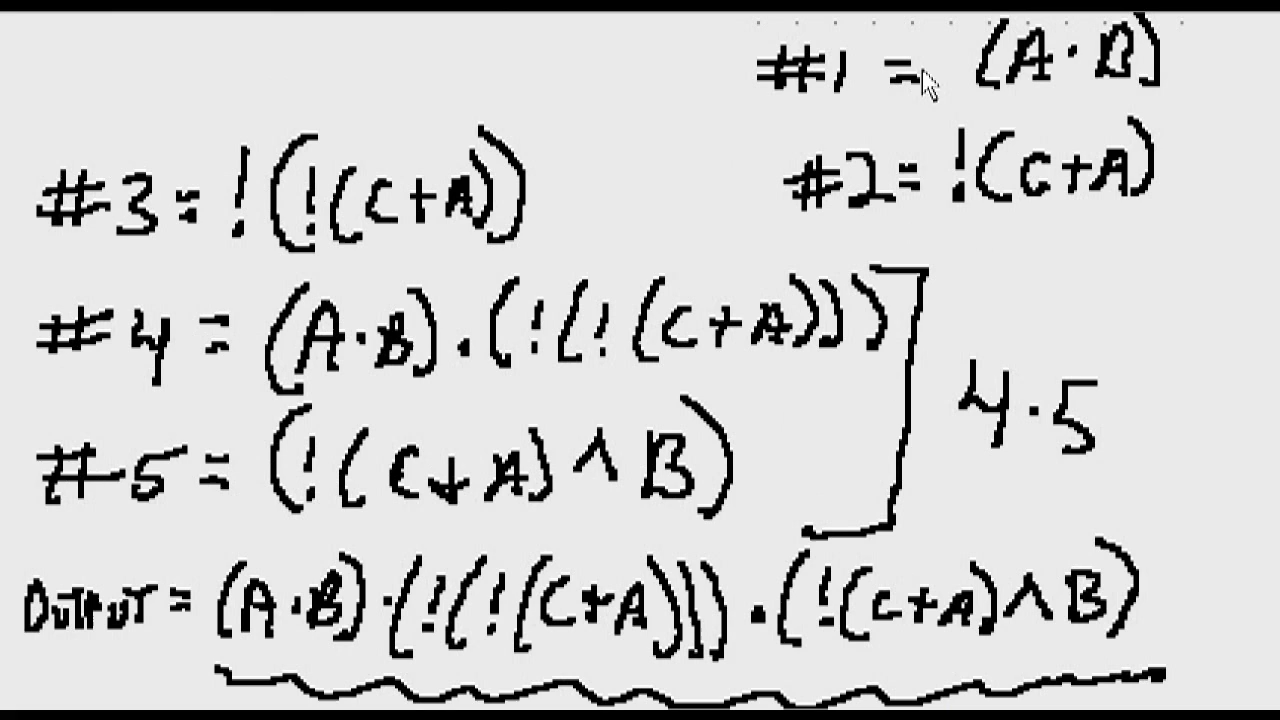 #1 = (A·B)
#2 = !(C+A)
#3 = !(!(C+A))
#4 = (A·B)·(!(!(C+A)))
4·5
#5 = (!(C+A)^B)
OUTPUT = (A·B)·(!(!(C+A)))·(!(C+A)^B)